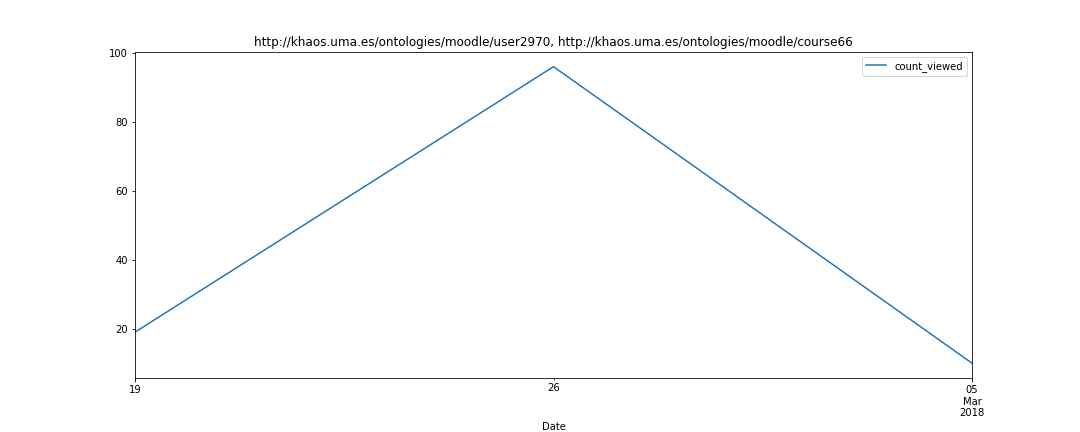 http://khaos.uma.es/ontologies/moodle/user2970, http://khaos.uma.es/ontologies/moodle/course66
count_viewed
100
80
60
40
20
19
26
05
Mar
2018
Date